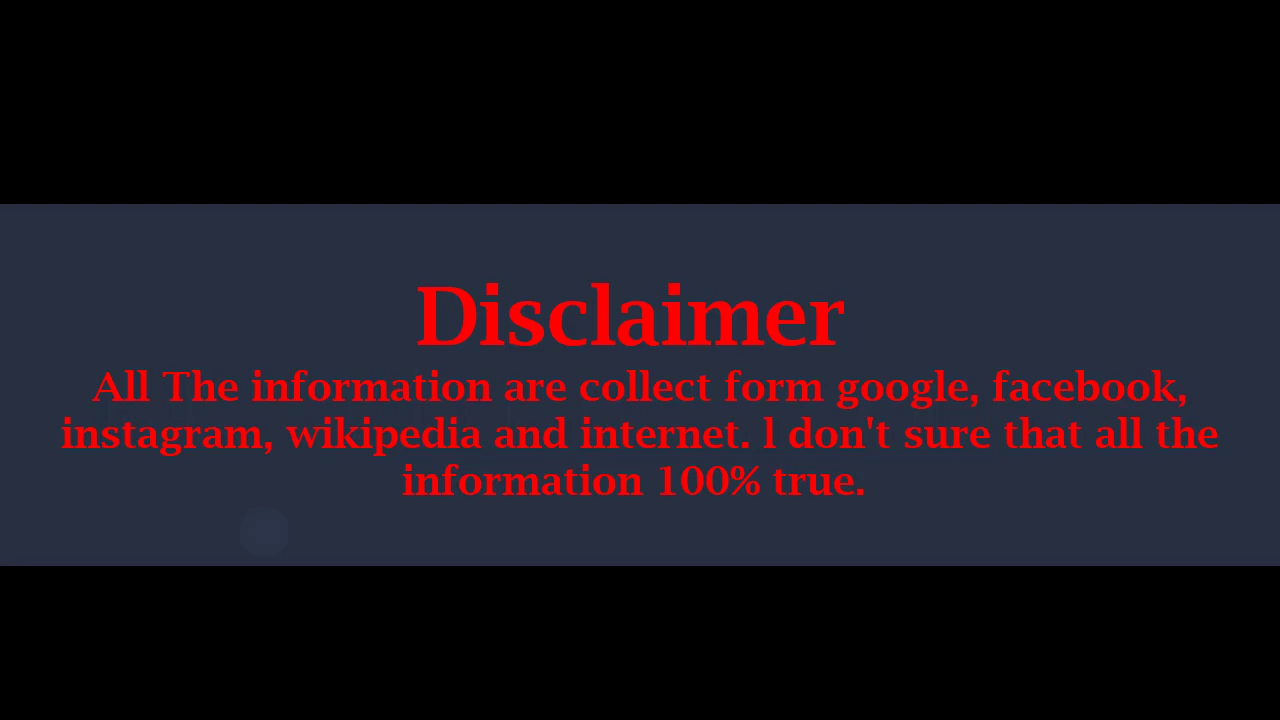 Disclaimer
All The information are collect form google, facebook,
instagram, wikipedia and internet. l don't sure that all the
information 100% true.